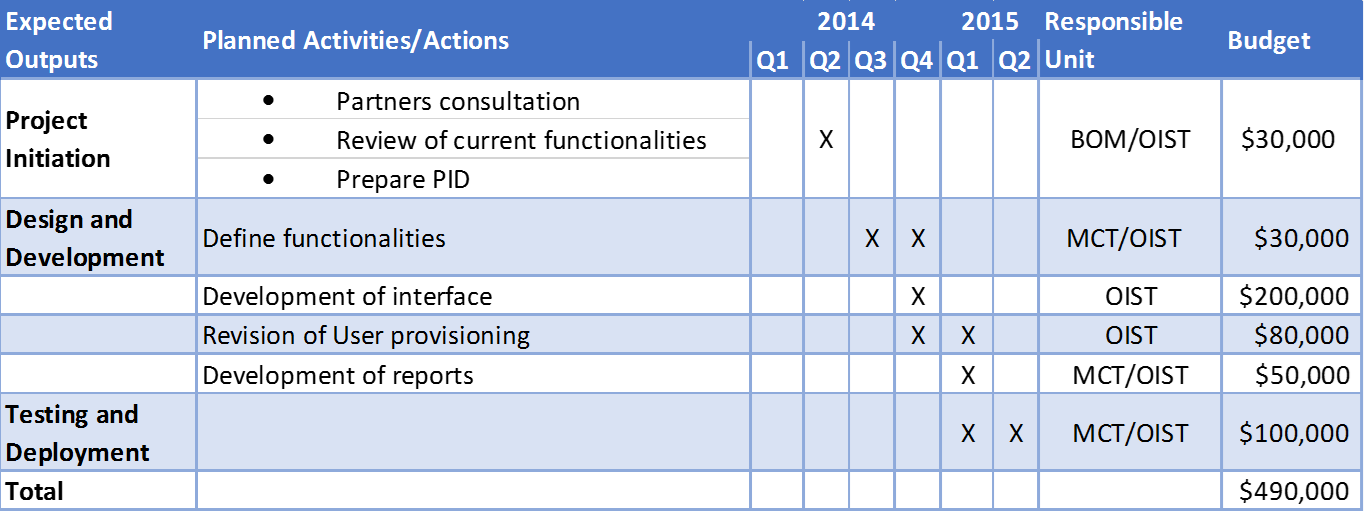 Expected Outputs Planned Activities/Actions 2014 2015 Responsible Unit Budget
Q1 Q2 Q3 Q4 Q1 Q2
Project Initiation
• Partners consultation
• Review of current functionalities X BOM/OIST $30,000
• Prepare PID
Design and Development Define functionalities X X MCT/OIST $30,000
Development of interface X OIST $200,000
Revision of User provisioning X X OIST $80,000
Development of reports X MCT/OIST $50,000
Testing and Deployment X X MCT/OIST $100,000
Total $490,000